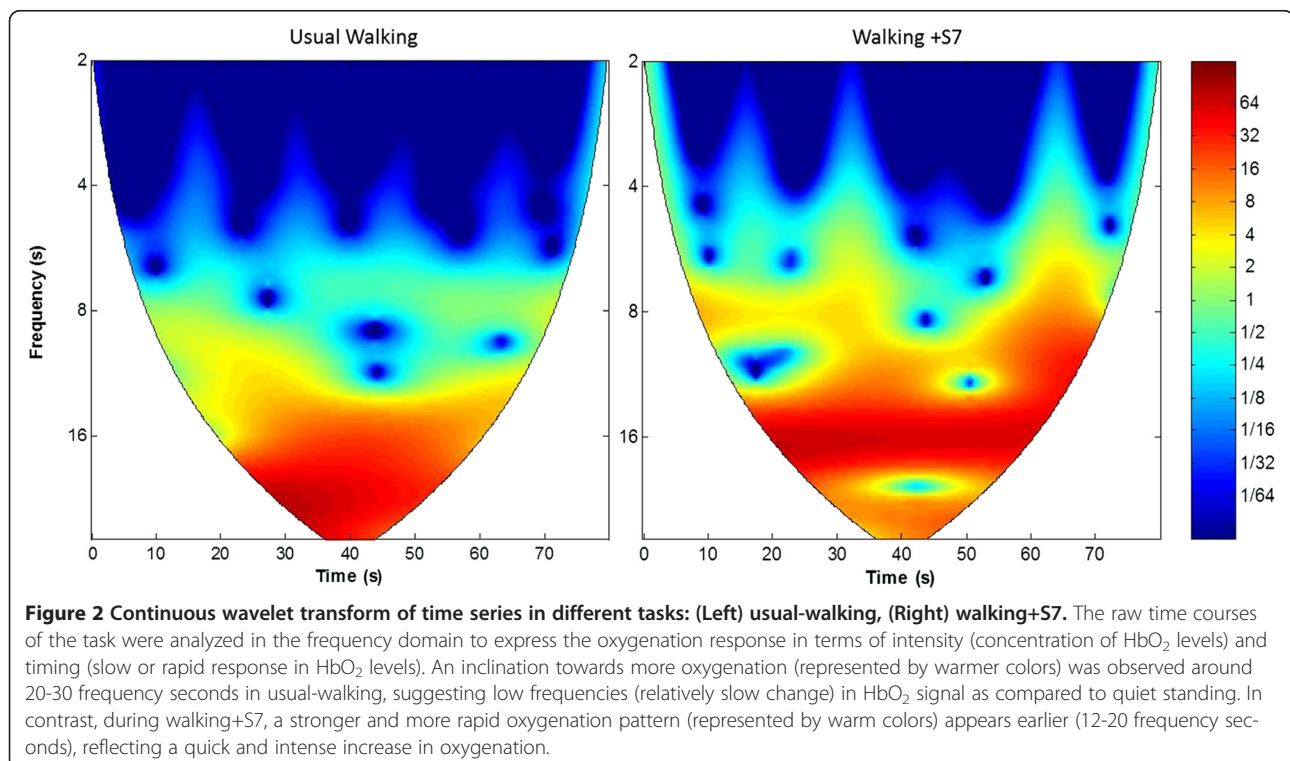 Usual Walking
Walking +S7
2
4
8
16
Frequency (s)
0 10 20 30 40 50 60 70
Time (s)
2
4
8
16
0 10 20 30 40 50 60 70
Time (s)
64
32
16
8
4
2
1
1/2
1/4
1/8
1/16
1/32
1/64
Figure 2 Continuous wavelet transform of time series in different tasks: (Left) usual-walking, (Right) walking+S7. The raw time courses
of the task were analyzed in the frequency domain to express the oxygenation response in terms of intensity (concentration of HbO₂ levels) and
timing (slow or rapid response in HbO₂ levels). An inclination towards more oxygenation (represented by warmer colors) was observed around
20-30 frequency seconds in usual-walking, suggesting low frequencies (relatively slow change) in HbO₂ signal as compared to quiet standing. In
contrast, during walking+S7, a stronger and more rapid oxygenation pattern (represented by warm colors) appears earlier (12-20 frequency sec-
onds), reflecting a quick and intense increase in oxygenation.